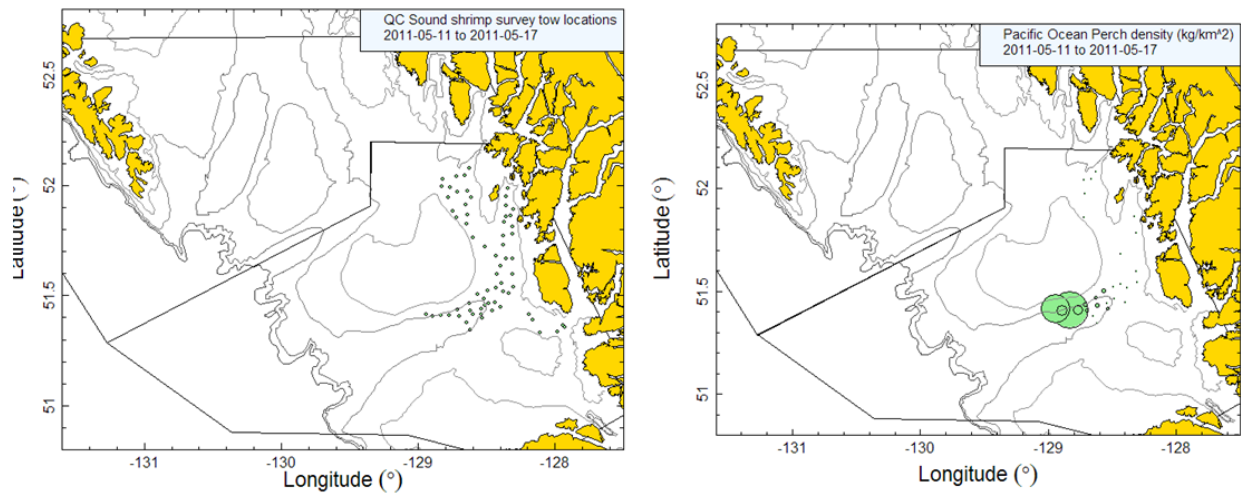 QC Sound shrimp survey tow locations
2011-05-11 to 2011-05-17
52.5
52
51.5
51
Latitude (°)
-131
-130
-129
-128
Longitude (°)
Pacific Ocean Perch density (kg/km^2)
2011-05-11 to 2011-05-17
52.5
52
51.5
51
Latitude (°)
-131
-130
-129
-128
Longitude (°)